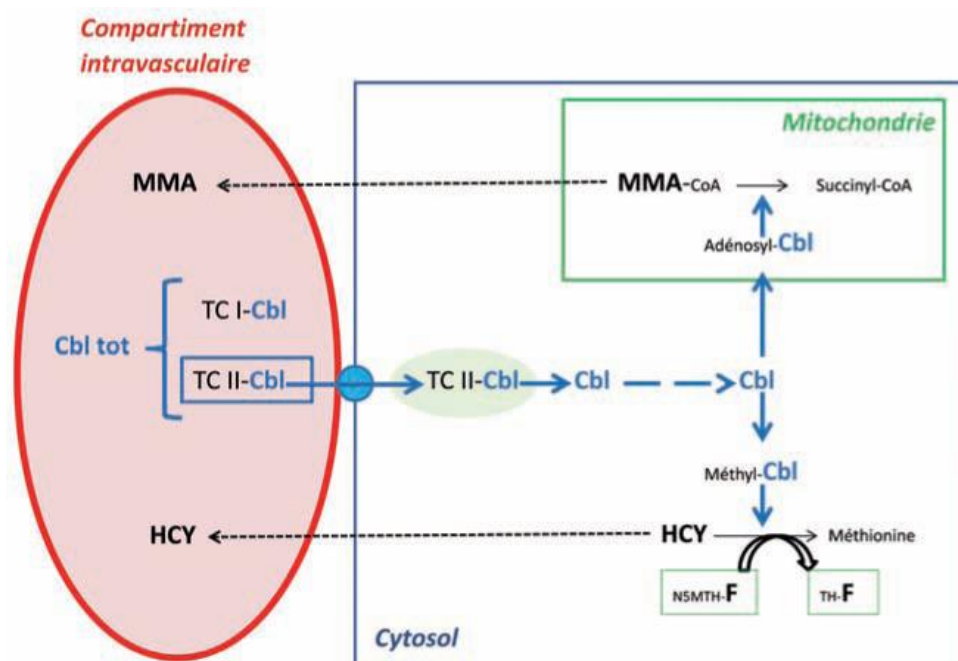 Compartiment
intravasculaire
Mitochondrie
MMA
MMA-CoA
Succinyl-CoA
Adénosyl-Cbl
TC I-Cbl
Cbl tot
TC II-Cbl
TC II-Cbl
Cbl
Cbl
Méthyl-Cbl
HCY
HCY
Méthionine
N5MTH-F
TH-F
Cytosol